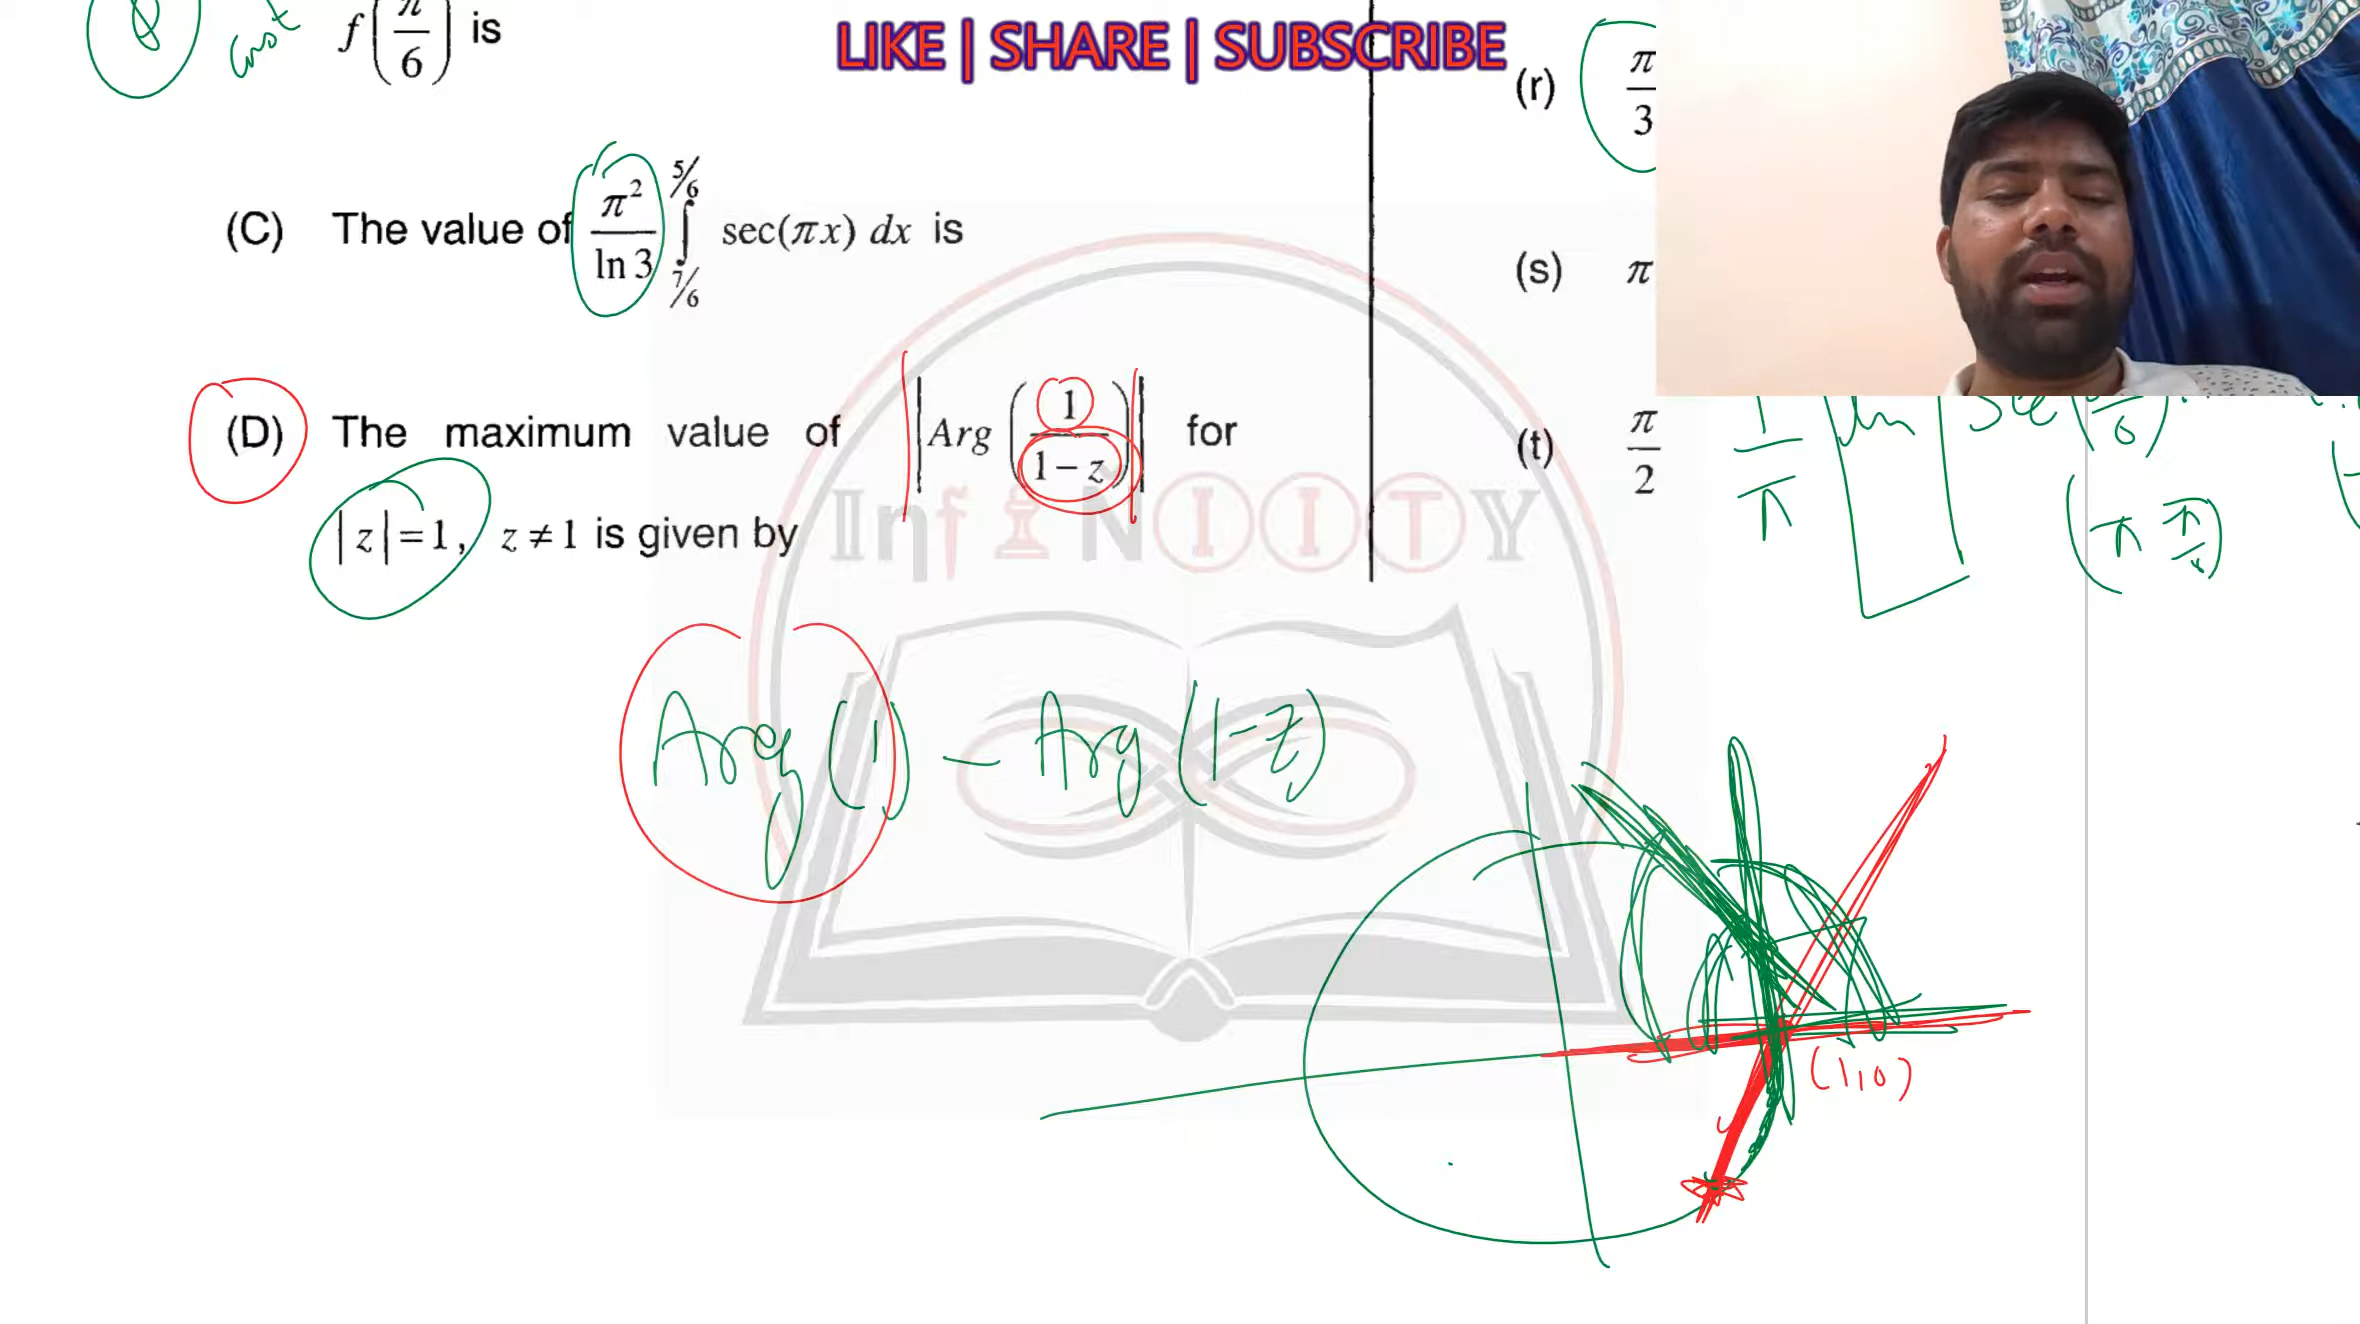 LIKE | SHARE | SUBSCRIBE
f(π/6) is
(r) π/3
(C) The value of π²/ln 3 ∫_{7/6}^{5/6} sec(πx) dx is
(s) π
(D) The maximum value of |Arg(1/(1−z))| for
|z|=1, z≠1 is given by
(t) π/2
InfINIITY
Arg (1) − Arg (1−z)
(1,0)